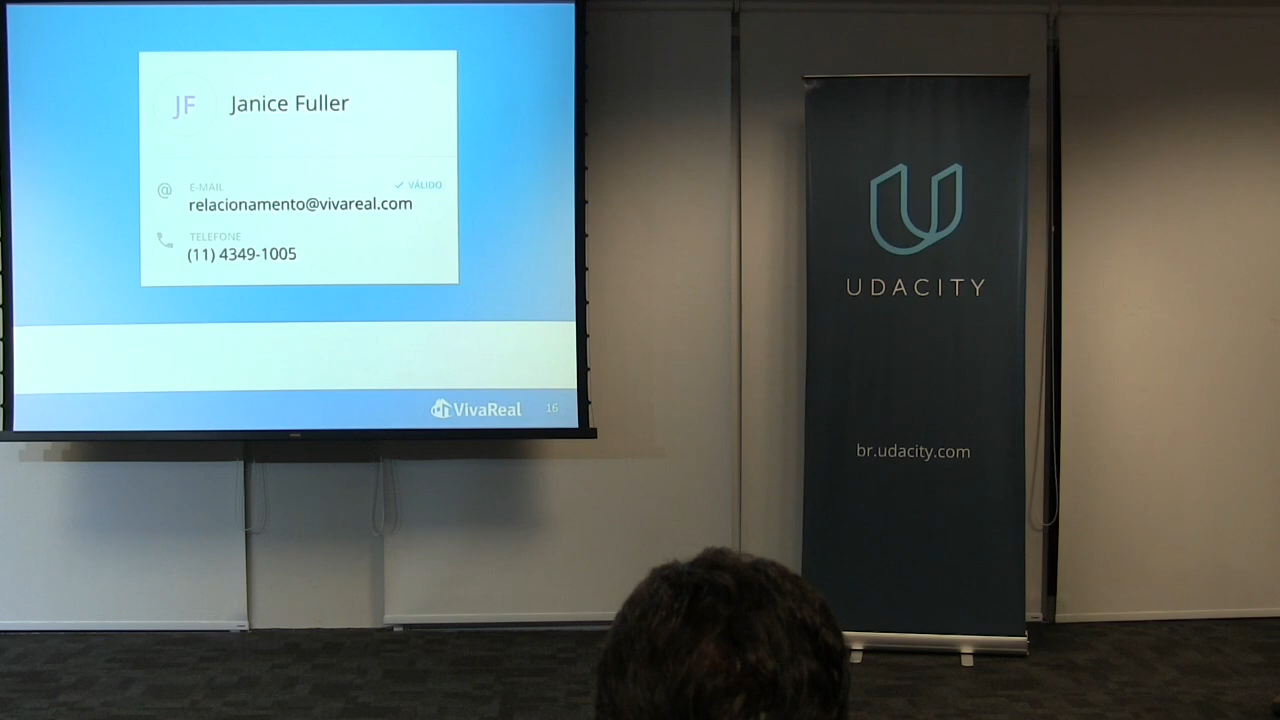 JF
Janice Fuller
@
E-MAIL
VÁLIDO
relacionamento@vivareal.com
TELEFONE
(11) 4349-1005
VivaReal
16
UDACITY
br.udacity.com